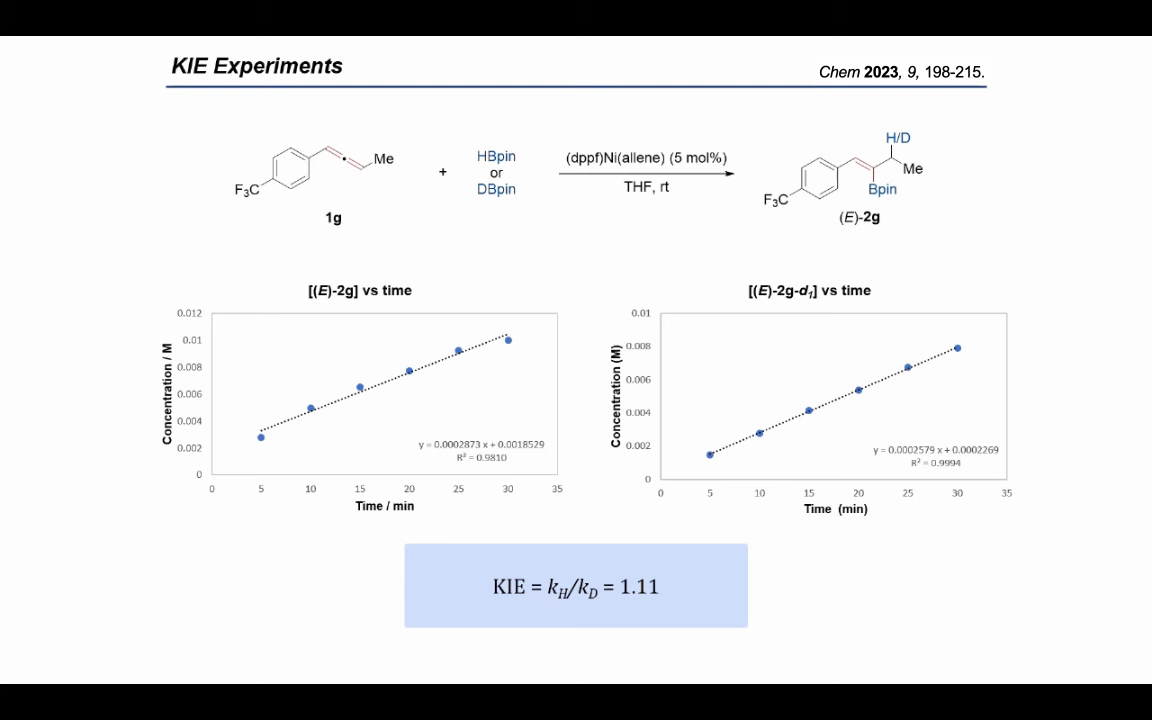 KIE Experiments
Chem 2023, 9, 198-215.
F₃C
Me
1g
+
HBpin
or
DBpin
(dppf)Ni(allene) (5 mol%)
THF, rt
H/D
Me
Bpin
F₃C
(E)-2g
[(E)-2g] vs time
Concentration / M
0.012
0.01
0.008
0.006
0.004
0.002
0
y = 0.0002873 x + 0.0018529
R² = 0.9810
0 5 10 15 20 25 30 35
Time / min
[(E)-2g-d₁] vs time
Concentration (M)
0.01
0.008
0.006
0.004
0.002
0
y = 0.0002579 x + 0.0002269
R² = 0.9994
0 5 10 15 20 25 30 35
Time (min)
KIE = k_H/k_D = 1.11